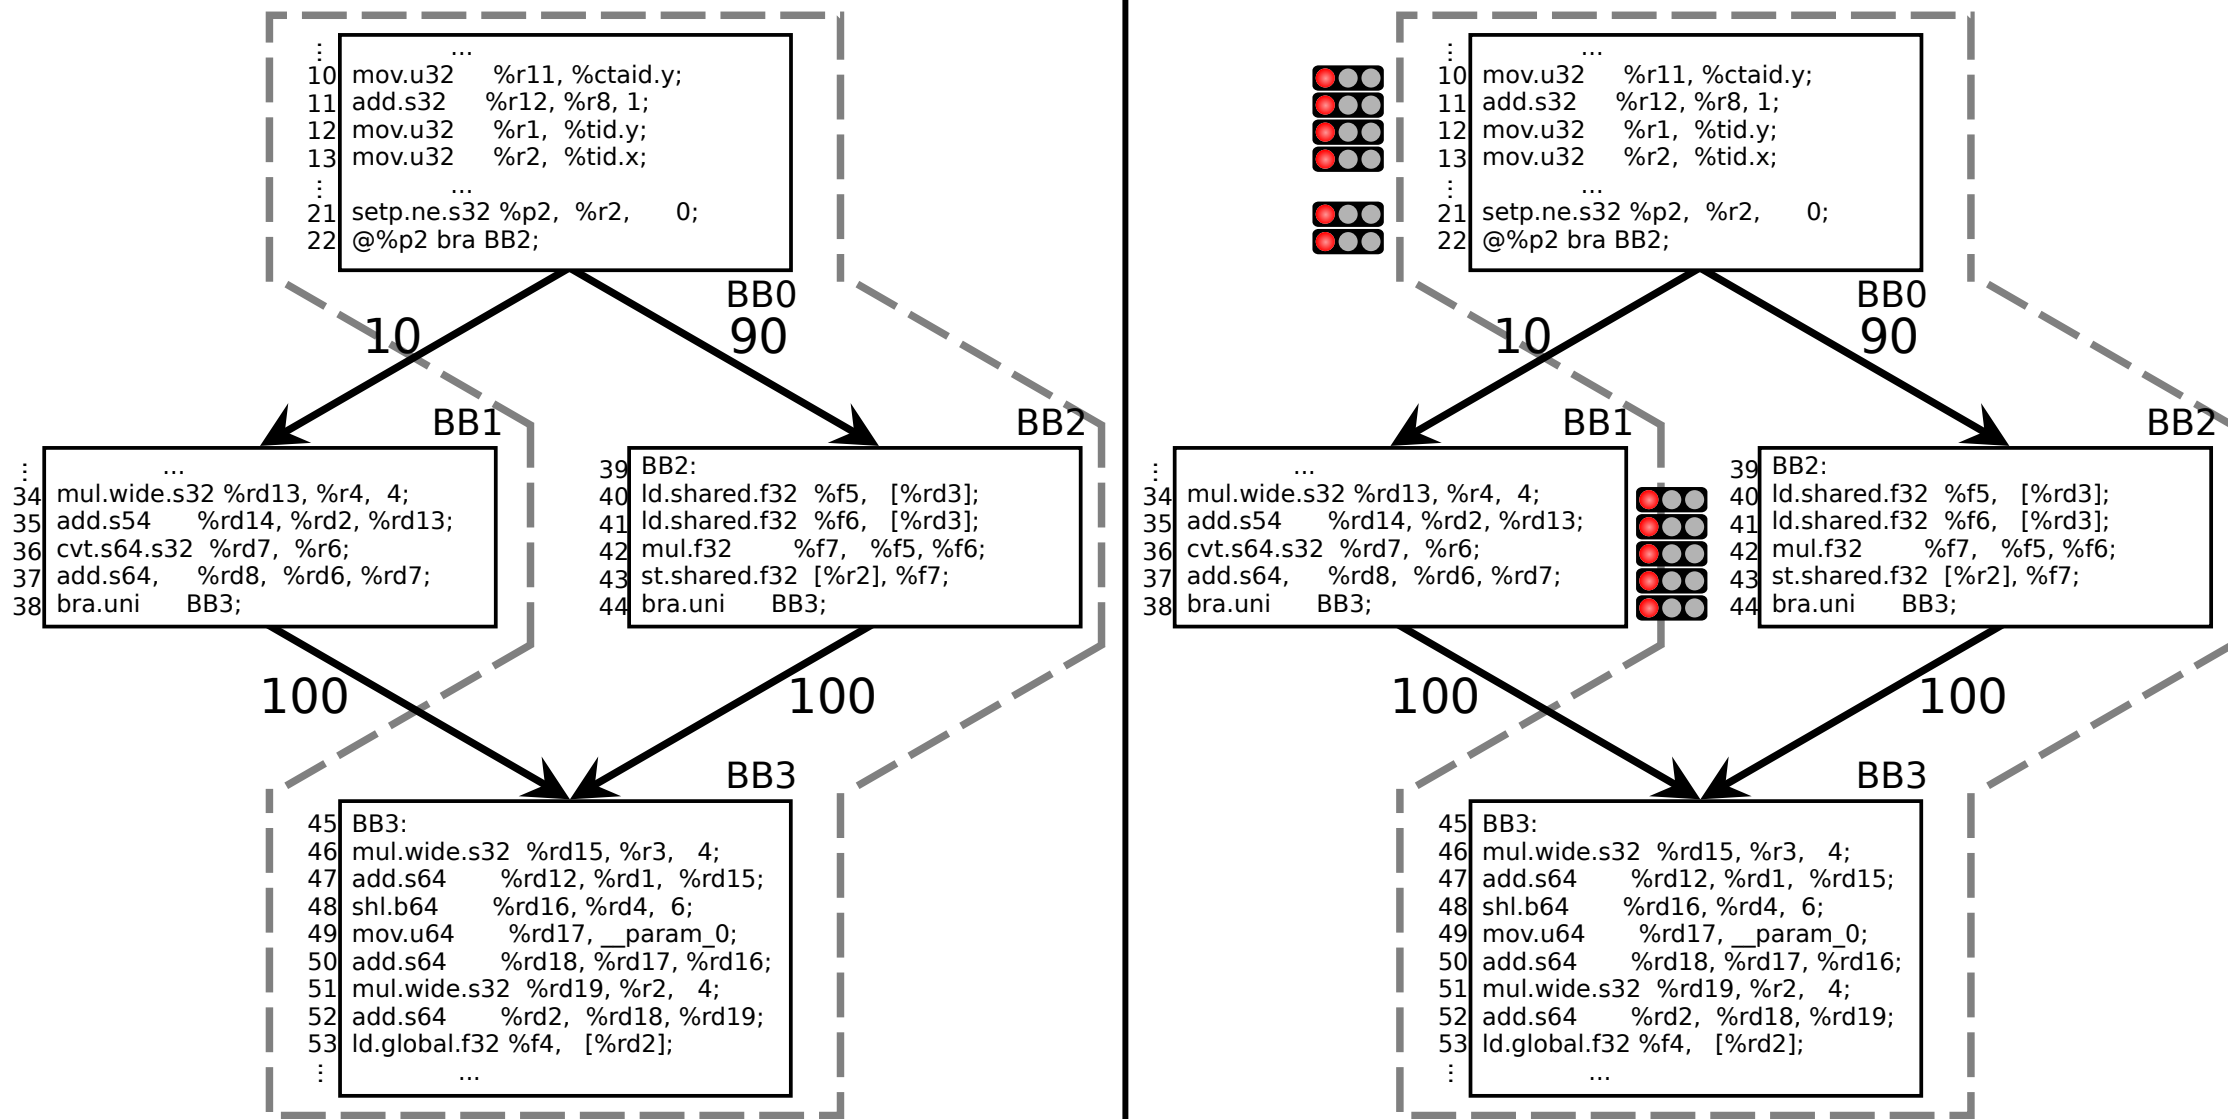 ⋮ ...
10 mov.u32 %r11, %ctaid.y;
11 add.s32 %r12, %r8, 1;
12 mov.u32 %r1, %tid.y;
13 mov.u32 %r2, %tid.x;
⋮ ...
21 setp.ne.s32 %p2, %r2, 0;
22 @%p2 bra BB2;
BB0
10
90
BB1
⋮ ...
34 mul.wide.s32 %rd13, %r4, 4;
35 add.s54 %rd14, %rd2, %rd13;
36 cvt.s64.s32 %rd7, %r6;
37 add.s64, %rd8, %rd6, %rd7;
38 bra.uni BB3;
BB2
39 BB2:
40 ld.shared.f32 %f5, [%rd3];
41 ld.shared.f32 %f6, [%rd3];
42 mul.f32 %f7, %f5, %f6;
43 st.shared.f32 [%r2], %f7;
44 bra.uni BB3;
100
100
BB3
45 BB3:
46 mul.wide.s32 %rd15, %r3, 4;
47 add.s64 %rd12, %rd1, %rd15;
48 shl.b64 %rd16, %rd4, 6;
49 mov.u64 %rd17, __param_0;
50 add.s64 %rd18, %rd17, %rd16;
51 mul.wide.s32 %rd19, %r2, 4;
52 add.s64 %rd2, %rd18, %rd19;
53 ld.global.f32 %f4, [%rd2];
⋮ ...
⋮ ...
10 mov.u32 %r11, %ctaid.y;
11 add.s32 %r12, %r8, 1;
12 mov.u32 %r1, %tid.y;
13 mov.u32 %r2, %tid.x;
⋮ ...
21 setp.ne.s32 %p2, %r2, 0;
22 @%p2 bra BB2;
BB0
10
90
BB1
⋮ ...
34 mul.wide.s32 %rd13, %r4, 4;
35 add.s54 %rd14, %rd2, %rd13;
36 cvt.s64.s32 %rd7, %r6;
37 add.s64, %rd8, %rd6, %rd7;
38 bra.uni BB3;
BB2
39 BB2:
40 ld.shared.f32 %f5, [%rd3];
41 ld.shared.f32 %f6, [%rd3];
42 mul.f32 %f7, %f5, %f6;
43 st.shared.f32 [%r2], %f7;
44 bra.uni BB3;
100
100
BB3
45 BB3:
46 mul.wide.s32 %rd15, %r3, 4;
47 add.s64 %rd12, %rd1, %rd15;
48 shl.b64 %rd16, %rd4, 6;
49 mov.u64 %rd17, __param_0;
50 add.s64 %rd18, %rd17, %rd16;
51 mul.wide.s32 %rd19, %r2, 4;
52 add.s64 %rd2, %rd18, %rd19;
53 ld.global.f32 %f4, [%rd2];
⋮ ...